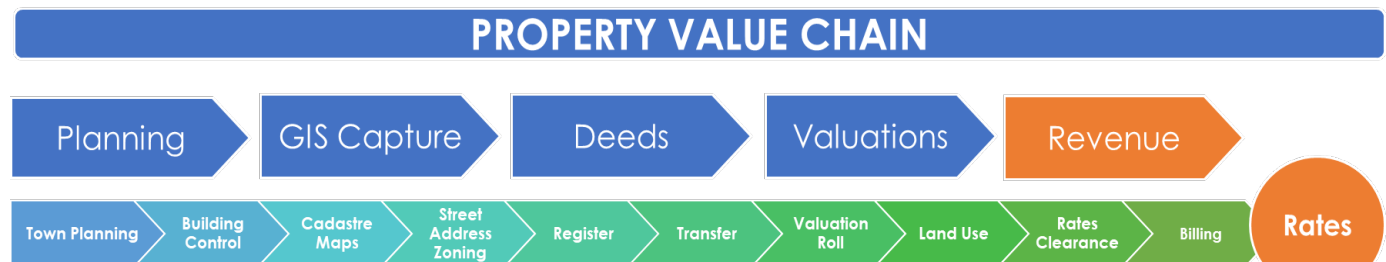 PROPERTY VALUE CHAIN
Planning
GIS Capture
Deeds
Valuations
Revenue
Town Planning
Building
Control
Cadastre
Maps
Street
Address
Zoning
Register
Transfer
Valuation
Roll
Land Use
Rates
Clearance
Billing
Rates